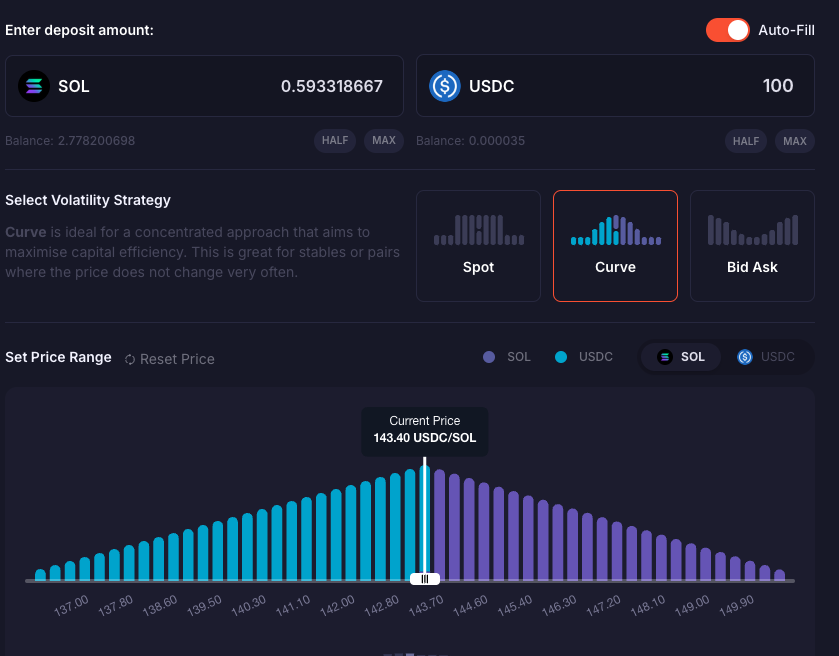 Enter deposit amount:
Auto-Fill
SOL 0.593318667
USDC 100
Balance: 2.778200698 HALF MAX
Balance: 0.000035 HALF MAX
Select Volatility Strategy
Curve is ideal for a concentrated approach that aims to
maximise capital efficiency. This is great for stables or pairs
where the price does not change very often.
Spot
Curve
Bid Ask
Set Price Range
Reset Price
SOL
USDC
SOL
USDC
Current Price
143.40 USDC/SOL
137.00 137.80 138.60 139.50 140.30 141.10 142.00 142.80 143.70 144.60 145.40 146.30 147.20 148.10 149.00 149.90